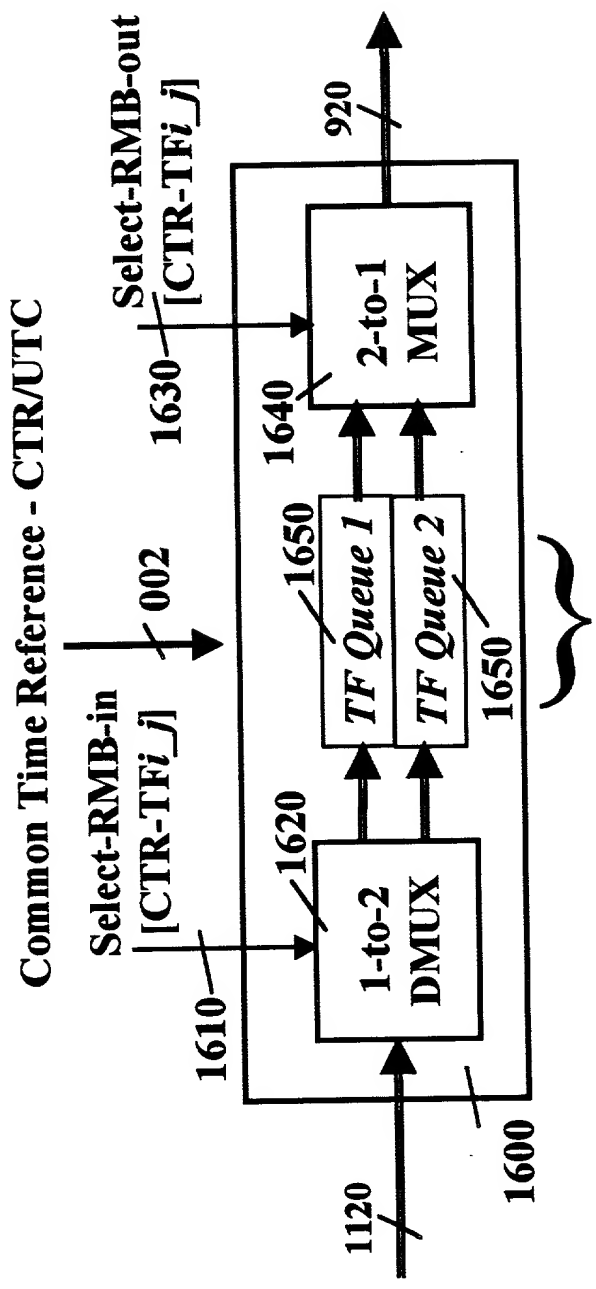 Common Time Reference - CTR/UTC
002
Select-RMB-in
[CTR-TFi_j]
1610
Select-RMB-out
[CTR-TFi_j]
1630
1120
1600
1620
1-to-2
DMUX
1650
TF Queue 1
TF Queue 2
1650
1640
2-to-1
MUX
920